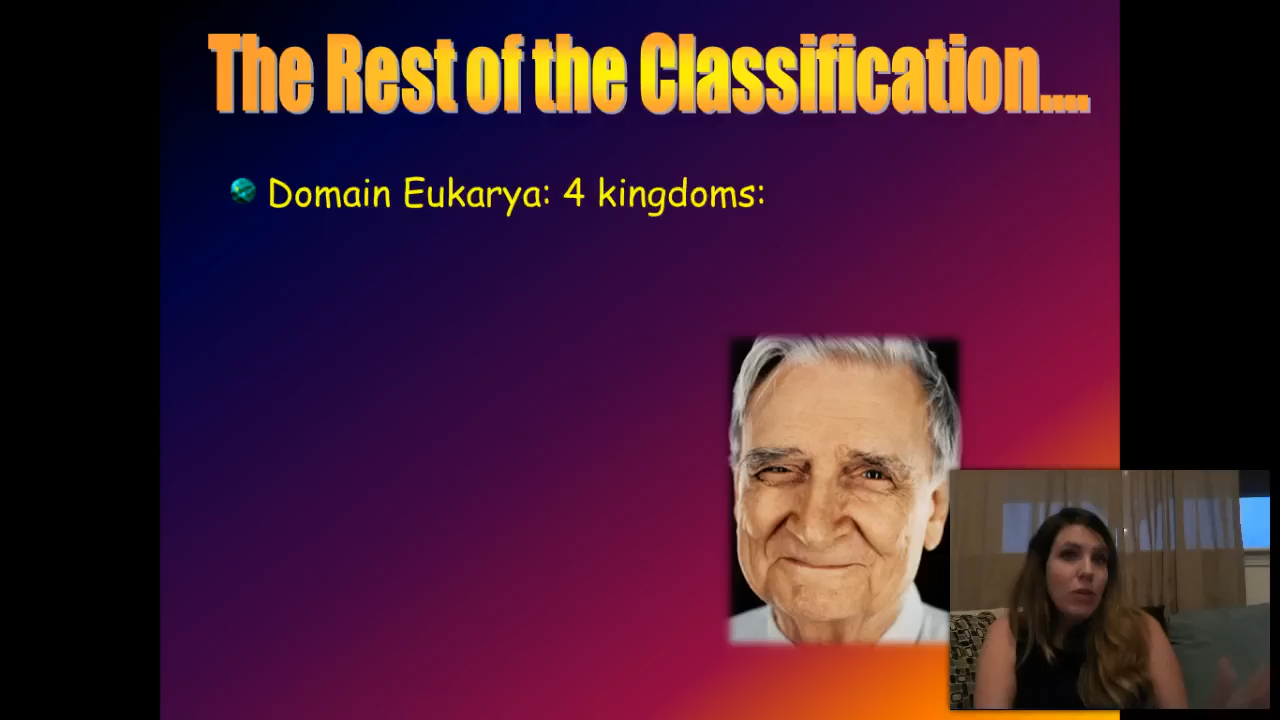 The Rest of the Classification....
Domain Eukarya: 4 kingdoms: